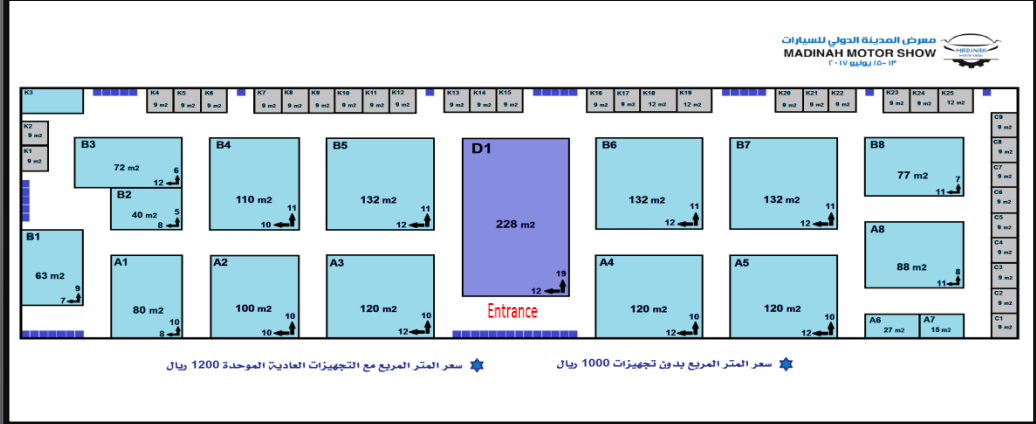 معرض المدينة الدولي للسيارات
MADINAH MOTOR SHOW
١٣-١٥ يوليو ٢٠١٧
K3
K4 9 m2
K5 9 m2
K6 9 m2
K7 9 m2
K8 9 m2
K9 9 m2
K10 9 m2
K11 9 m2
K12 9 m2
K13 9 m2
K14 9 m2
K15 9 m2
K16 9 m2
K17 9 m2
K18 12 m2
K19 12 m2
K20 9 m2
K21 9 m2
K22 9 m2
K23 9 m2
K24 9 m2
K25 12 m2
K2 9 m2
K1 9 m2
B3 72 m2 6 12
B2 40 m2 5 8
B4 110 m2 11 10
B5 132 m2 11 12
D1 228 m2 19 12
B6 132 m2 11 12
B7 132 m2 11 12
B8 77 m2 7 11
C9 9 m2
C8 9 m2
C7 9 m2
C6 9 m2
C5 9 m2
C4 9 m2
C3 9 m2
C2 9 m2
C1 9 m2
B1 63 m2 9 7
A1 80 m2 10 8
A2 100 m2 10 10
A3 120 m2 10 12
Entrance
A4 120 m2 10 12
A5 120 m2 10 12
A8 88 m2 8 11
A6 27 m2
A7 15 m2
سعر المتر المربع بدون تجهيزات 1000 ريال
سعر المتر المربع مع التجهيزات العادية الموحدة 1200 ريال